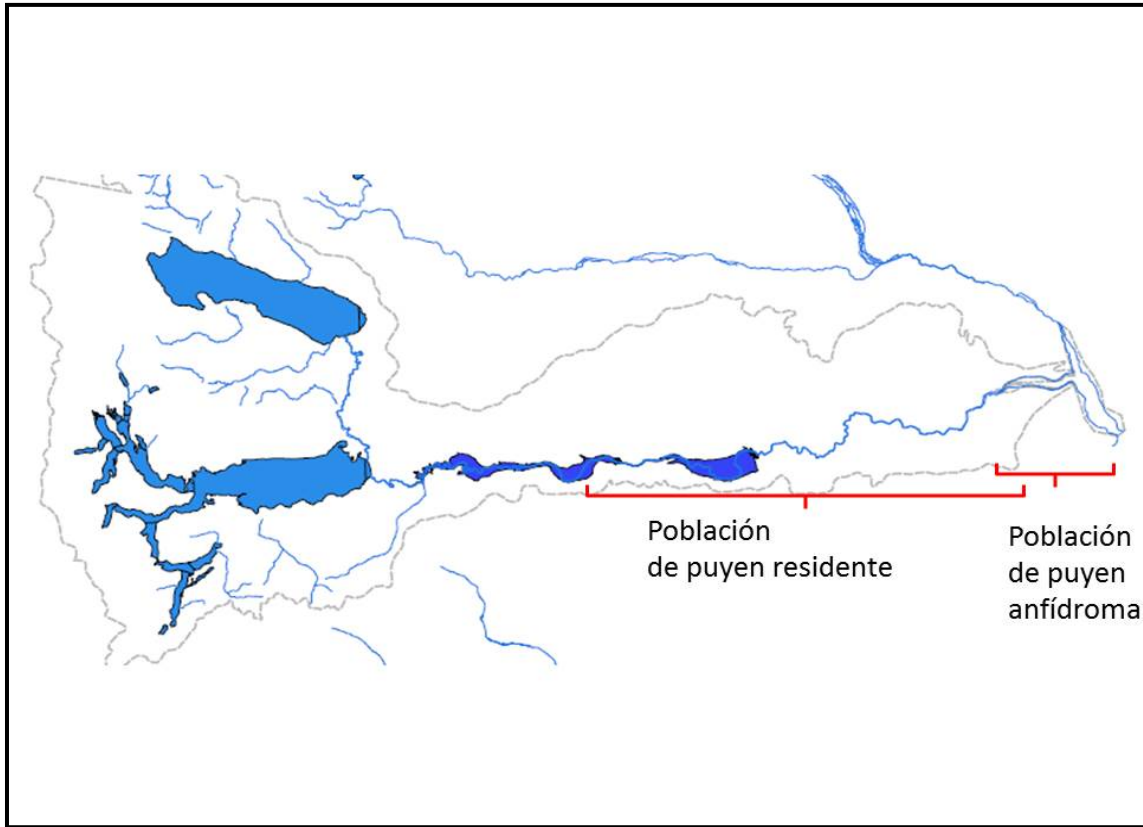 Población
de puyen residente
Población
de puyen
anfídroma